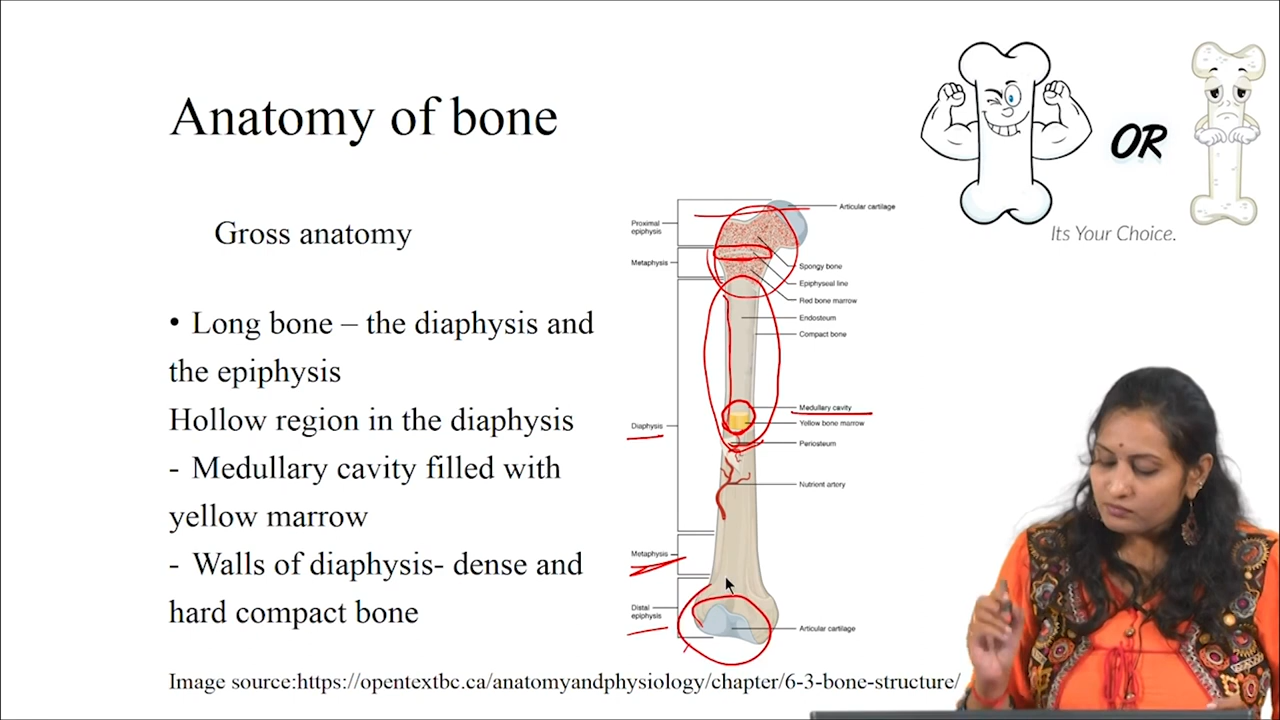 Anatomy of bone
OR
Its Your Choice.
Gross anatomy
• Long bone – the diaphysis and
the epiphysis
Hollow region in the diaphysis
- Medullary cavity filled with
yellow marrow
- Walls of diaphysis- dense and
hard compact bone
Articular cartilage
Proximal
epiphysis
Metaphysis
Spongy bone
Epiphyseal line
Red bone marrow
Endosteum
Compact bone
Medullary cavity
Yellow bone marrow
Diaphysis
Periosteum
Nutrient artery
Metaphysis
Distal
epiphysis
Articular cartilage
Image source:https://opentextbc.ca/anatomyandphysiology/chapter/6-3-bone-structure/